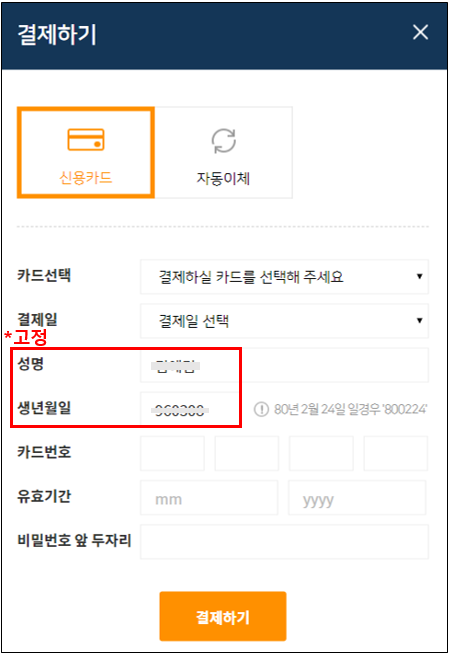 결제하기
신용카드 자동이체
카드선택 결제하실 카드를 선택해 주세요
결제일 결제일 선택
*고정
성명
생년월일 80년 2월 24일 일경우 '800224'
카드번호
유효기간 mm yyyy
비밀번호 앞 두자리
결제하기